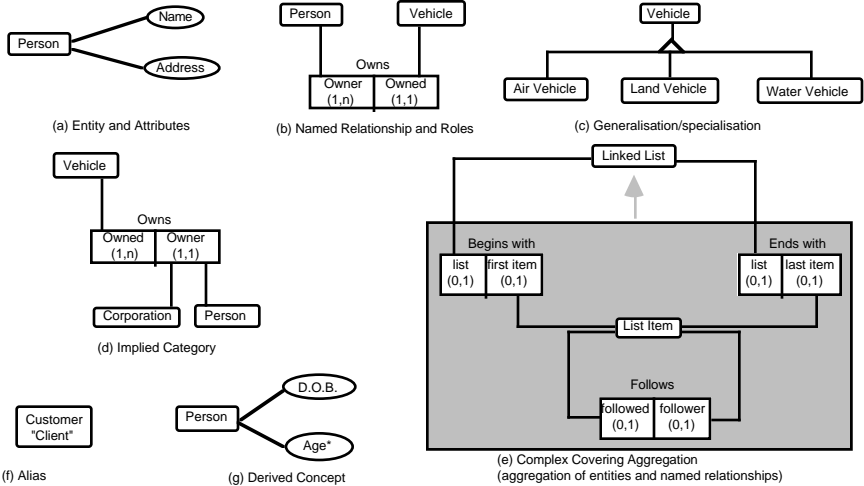 Person
Name
Address
(a) Entity and Attributes
Person
Vehicle
Owns
Owner
(1,n)
Owned
(1,1)
(b) Named Relationship and Roles
Vehicle
Air Vehicle
Land Vehicle
Water Vehicle
(c) Generalisation/specialisation
Vehicle
Owns
Owned
(1,n)
Owner
(1,1)
Corporation
Person
(d) Implied Category
Linked List
Begins with
list
(0,1)
first item
(0,1)
Ends with
list
(0,1)
last item
(0,1)
List Item
Follows
followed
(0,1)
follower
(0,1)
(e) Complex Covering Aggregation
(aggregation of entities and named relationships)
Customer
"Client"
(f) Alias
Person
D.O.B.
Age*
(g) Derived Concept